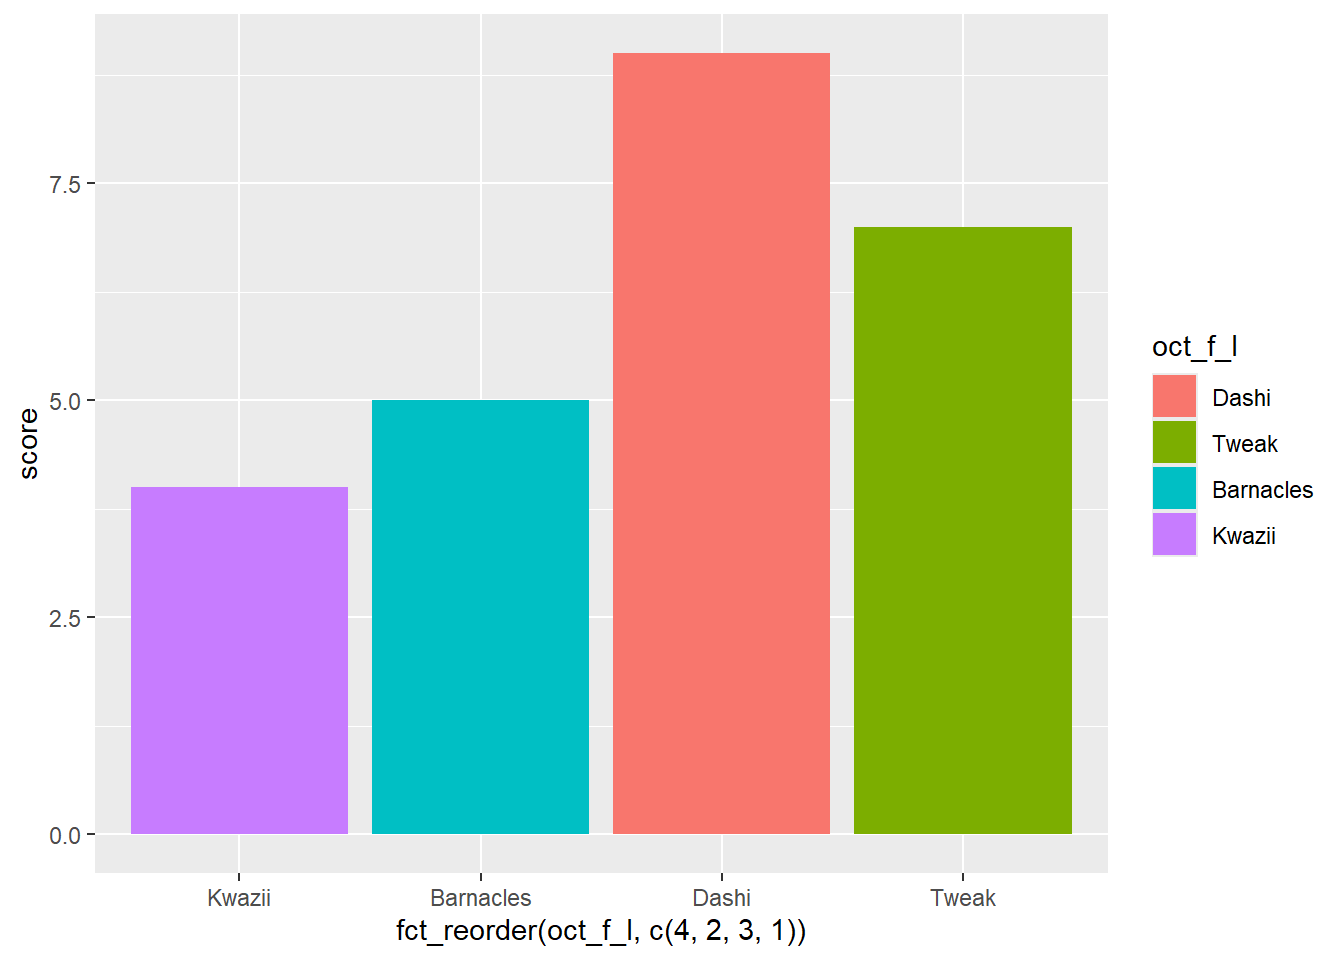 7.5
5.0
2.5
0.0
score
Kwazii
Barnacles
Dashi
Tweak
fct_reorder(oct_f_l, c(4, 2, 3, 1))
oct_f_l
Dashi
Tweak
Barnacles
Kwazii